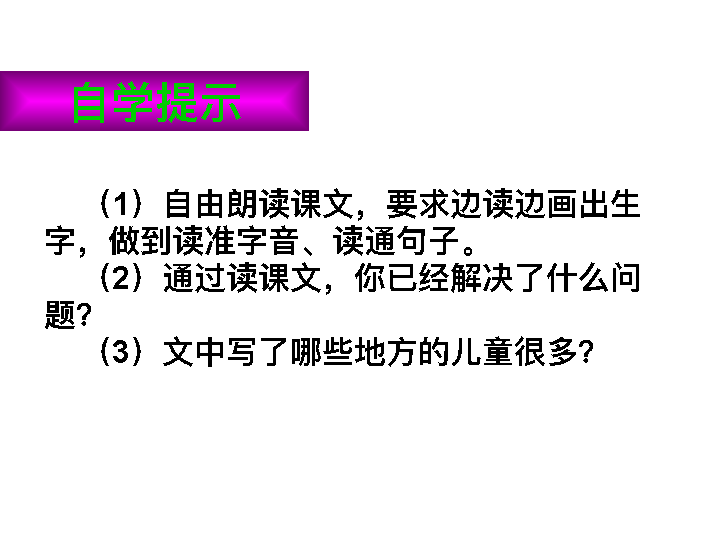 自学提示
（1）自由朗读课文，要求边读边画出生
字，做到读准字音、读通句子。
（2）通过读课文，你已经解决了什么问
题？
（3）文中写了哪些地方的儿童很多？